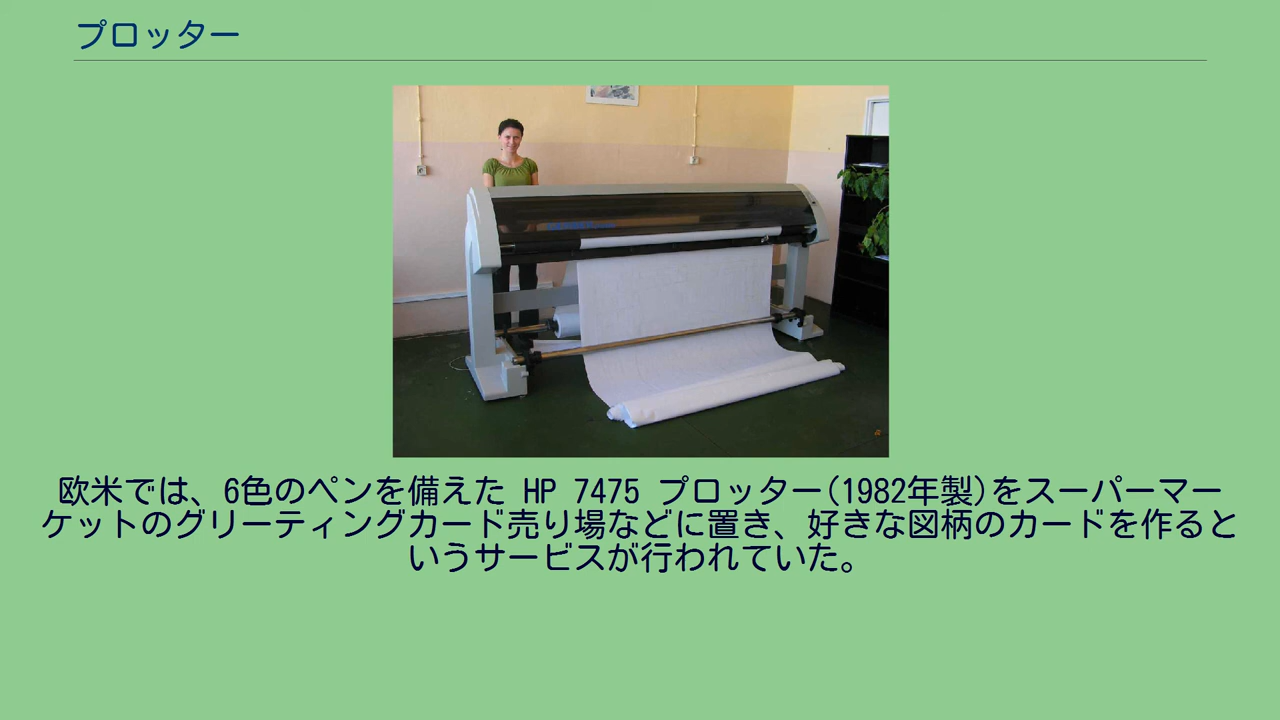 プロッター
欧米では、6色のペンを備えた HP 7475 プロッター(1982年製)をスーパーマー
ケットのグリーティングカード売り場などに置き、好きな図柄のカードを作ると
いうサービスが行われていた。